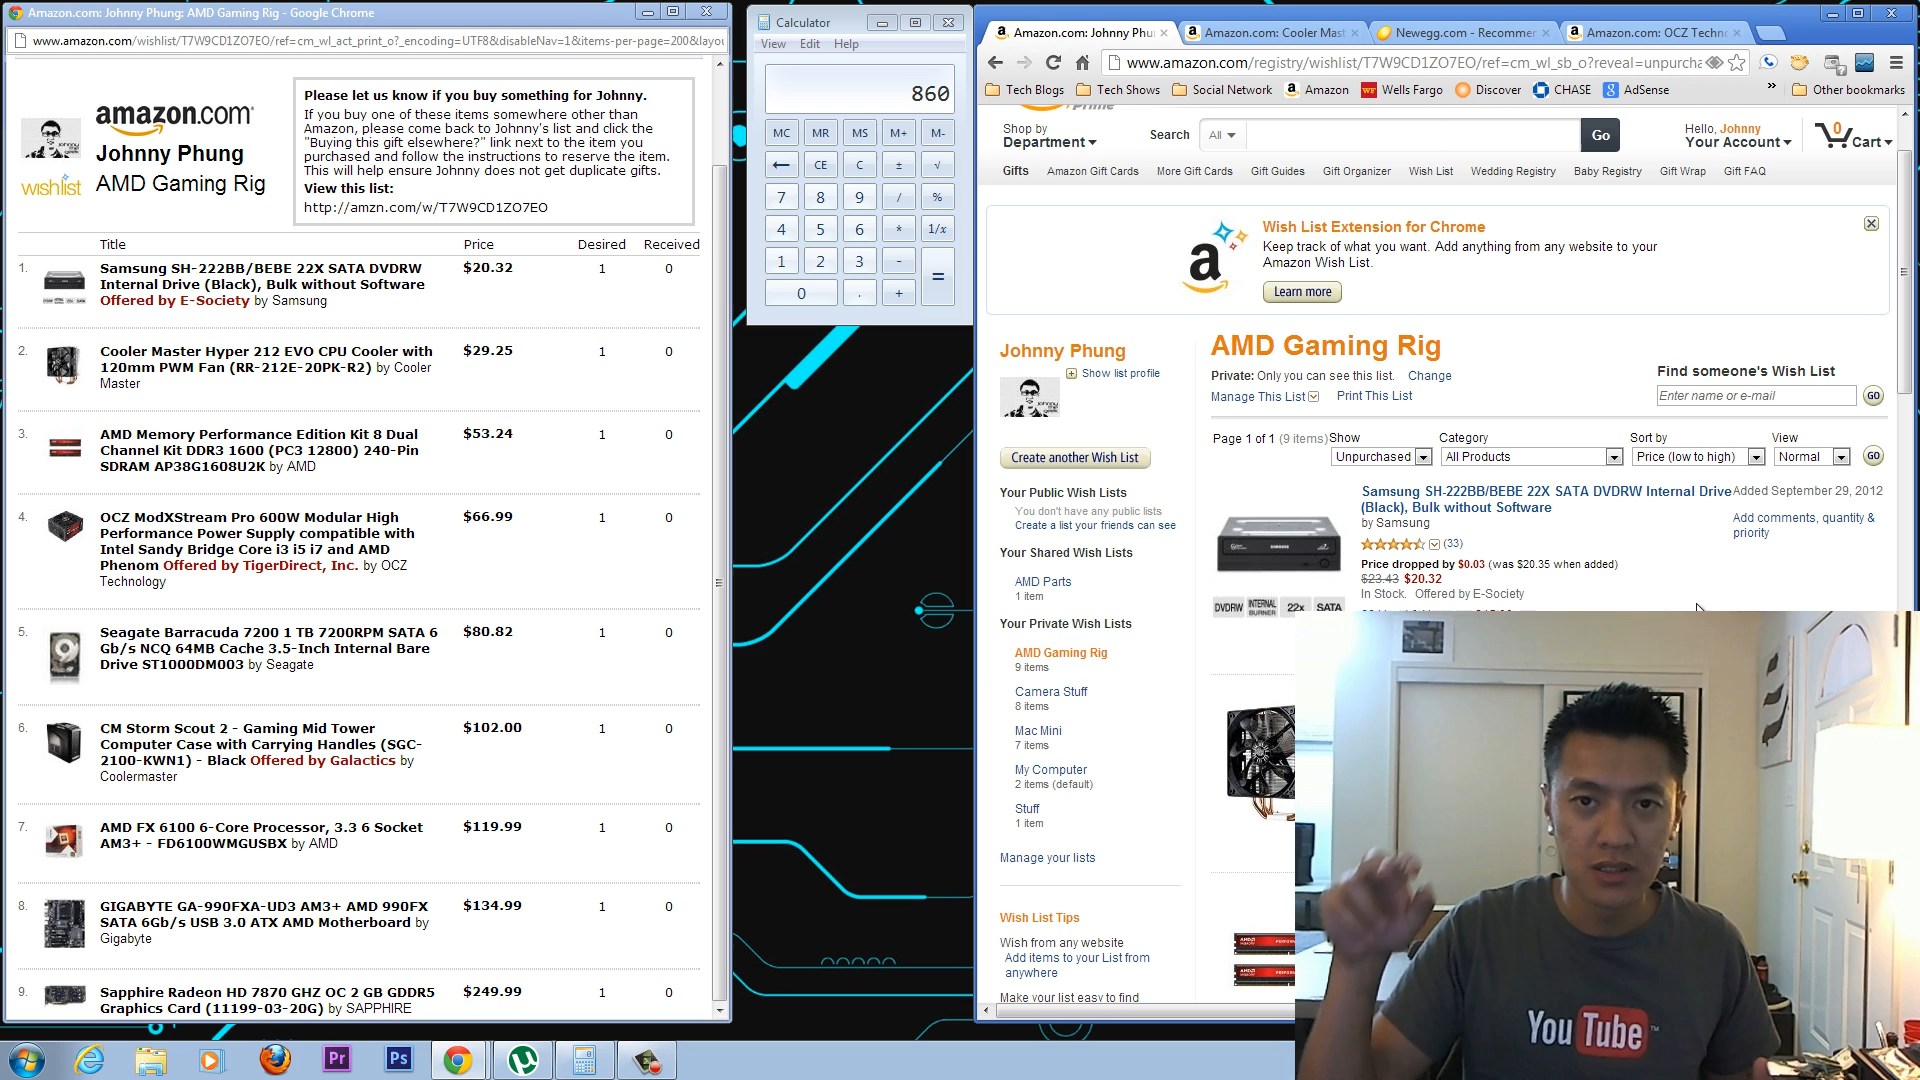 Amazon.com: Johnny Phung: AMD Gaming Rig - Google Chrome
www.amazon.com/wishlist/T7W9CD1ZO7EO/ref=cm_wl_act_print_o?_encoding=UTF8&disableNav=1&items-per-page=200&layou
amazon.com
Johnny Phung
wishlist
AMD Gaming Rig
Please let us know if you buy something for Johnny.
If you buy one of these items somewhere other than
Amazon, please come back to Johnny's list and click the
"Buying this gift elsewhere?" link next to the item you
purchased and follow the instructions to reserve the item.
This will help ensure Johnny does not get duplicate gifts.
View this list:
http://amzn.com/w/T7W9CD1ZO7EO
Title Price Desired Received
1. Samsung SH-222BB/BEBE 22X SATA DVDRW $20.32 1 0
Internal Drive (Black), Bulk without Software
Offered by E-Society by Samsung
2. Cooler Master Hyper 212 EVO CPU Cooler with $29.25 1 0
120mm PWM Fan (RR-212E-20PK-R2) by Cooler
Master
3. AMD Memory Performance Edition Kit 8 Dual $53.24 1 0
Channel Kit DDR3 1600 (PC3 12800) 240-Pin
SDRAM AP38G1608U2K by AMD
4. OCZ ModXStream Pro 600W Modular High $66.99 1 0
Performance Power Supply compatible with
Intel Sandy Bridge Core i3 i5 i7 and AMD
Phenom Offered by TigerDirect, Inc. by OCZ
Technology
5. Seagate Barracuda 7200 1 TB 7200RPM SATA 6 $80.82 1 0
Gb/s NCQ 64MB Cache 3.5-Inch Internal Bare
Drive ST1000DM003 by Seagate
6. CM Storm Scout 2 - Gaming Mid Tower $102.00 1 0
Computer Case with Carrying Handles (SGC-
2100-KWN1) - Black Offered by Galactics by
Coolermaster
7. AMD FX 6100 6-Core Processor, 3.3 6 Socket $119.99 1 0
AM3+ - FD6100WMGUSBX by AMD
8. GIGABYTE GA-990FXA-UD3 AM3+ AMD 990FX $134.99 1 0
SATA 6Gb/s USB 3.0 ATX AMD Motherboard by
Gigabyte
9. Sapphire Radeon HD 7870 GHZ OC 2 GB GDDR5 $249.99 1 0
Graphics Card (11199-03-20G) by SAPPHIRE
Calculator
View Edit Help
860
MC MR MS M+ M-
← CE C ± √
7 8 9 / %
4 5 6 * 1/x
1 2 3 - =
0 . +
Amazon.com: Johnny Phu
Amazon.com: Cooler Mast
Newegg.com - Recommer
Amazon.com: OCZ Techno
www.amazon.com/registry/wishlist/T7W9CD1ZO7EO/ref=cm_wl_sb_o?reveal=unpurcha
Tech Blogs Tech Shows Social Network Amazon Wells Fargo Discover CHASE AdSense » Other bookmarks
Prime
Shop by
Department
Search All Go
Hello, Johnny
Your Account
0
Cart
Gifts Amazon Gift Cards More Gift Cards Gift Guides Gift Organizer Wish List Wedding Registry Baby Registry Gift Wrap Gift FAQ
Wish List Extension for Chrome
Keep track of what you want. Add anything from any website to your
Amazon Wish List.
Learn more
Johnny Phung
Show list profile
Create another Wish List
Your Public Wish Lists
You don't have any public lists
Create a list your friends can see
Your Shared Wish Lists
AMD Parts
1 item
Your Private Wish Lists
AMD Gaming Rig
9 items
Camera Stuff
8 items
Mac Mini
7 items
My Computer
2 items (default)
Stuff
1 item
Manage your lists
Wish List Tips
Wish from any website
Add items to your List from
anywhere
Make your list easy to find
AMD Gaming Rig
Private: Only you can see this list. Change
Manage This List Print This List
Find someone's Wish List
Enter name or e-mail GO
Page 1 of 1 (9 items) Show Category Sort by View
Unpurchased All Products Price (low to high) Normal GO
Samsung SH-222BB/BEBE 22X SATA DVDRW Internal Drive Added September 29, 2012
(Black), Bulk without Software
by Samsung
Add comments, quantity &
priority
(33)
Price dropped by $0.03 (was $20.35 when added)
$23.43 $20.32
In Stock. Offered by E-Society
DVDRW INTERNAL BURNER 22x SATA
SAMSUNG
Pr
Ps
YouTube™